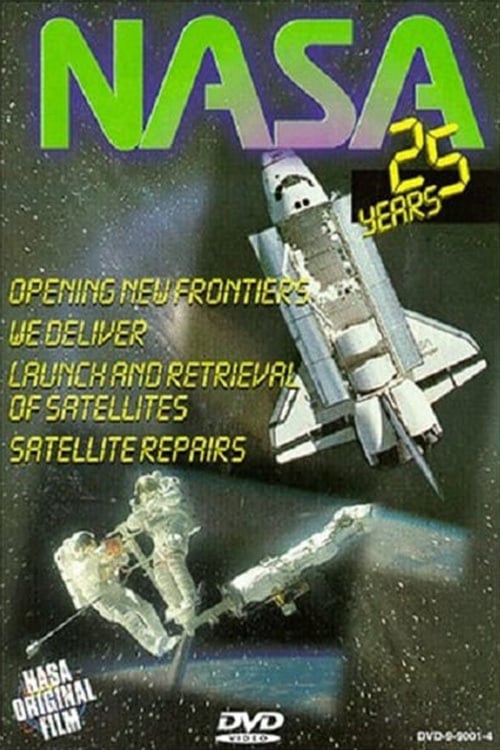 NASA
25
YEARS
OPENING NEW FRONTIERS
WE DELIVER
LAUNCH AND RETRIEVAL
OF SATELLITES
SATELLITE REPAIRS
NASA
ORIGINAL
FILM
DVD
VIDEO
DVD-9-9001-4